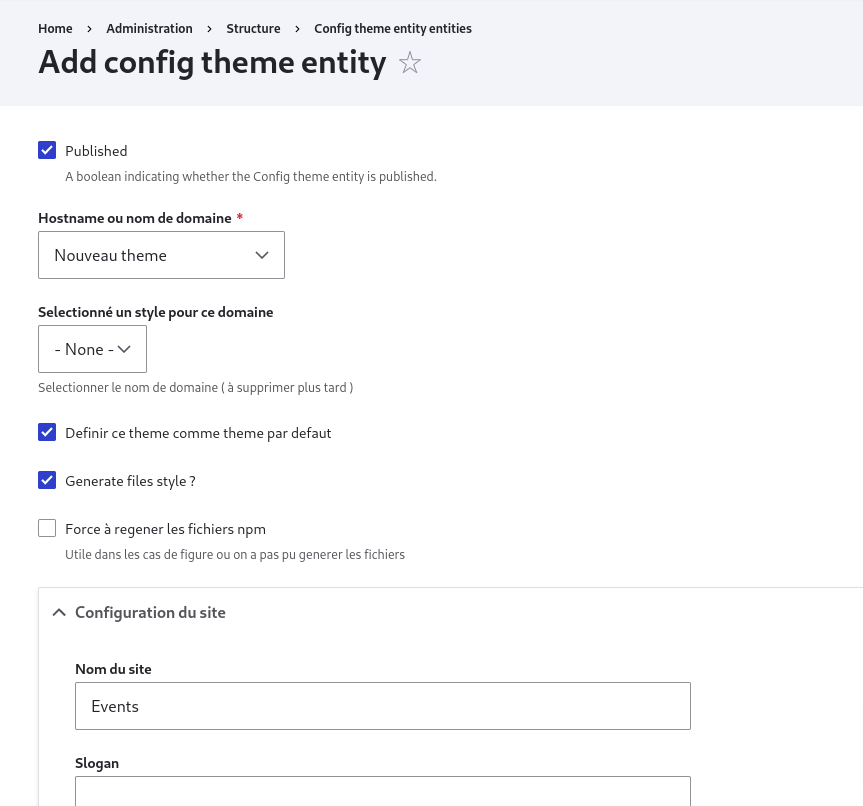 Home > Administration > Structure > Config theme entity entities
Add config theme entity
Published
A boolean indicating whether the Config theme entity is published.
Hostname ou nom de domaine *
Nouveau theme
Selectionné un style pour ce domaine
- None -
Selectionner le nom de domaine ( à supprimer plus tard )
Definir ce theme comme theme par defaut
Generate files style ?
Force à regener les fichiers npm
Utile dans les cas de figure ou on a pas pu generer les fichiers
Configuration du site
Nom du site
Events
Slogan